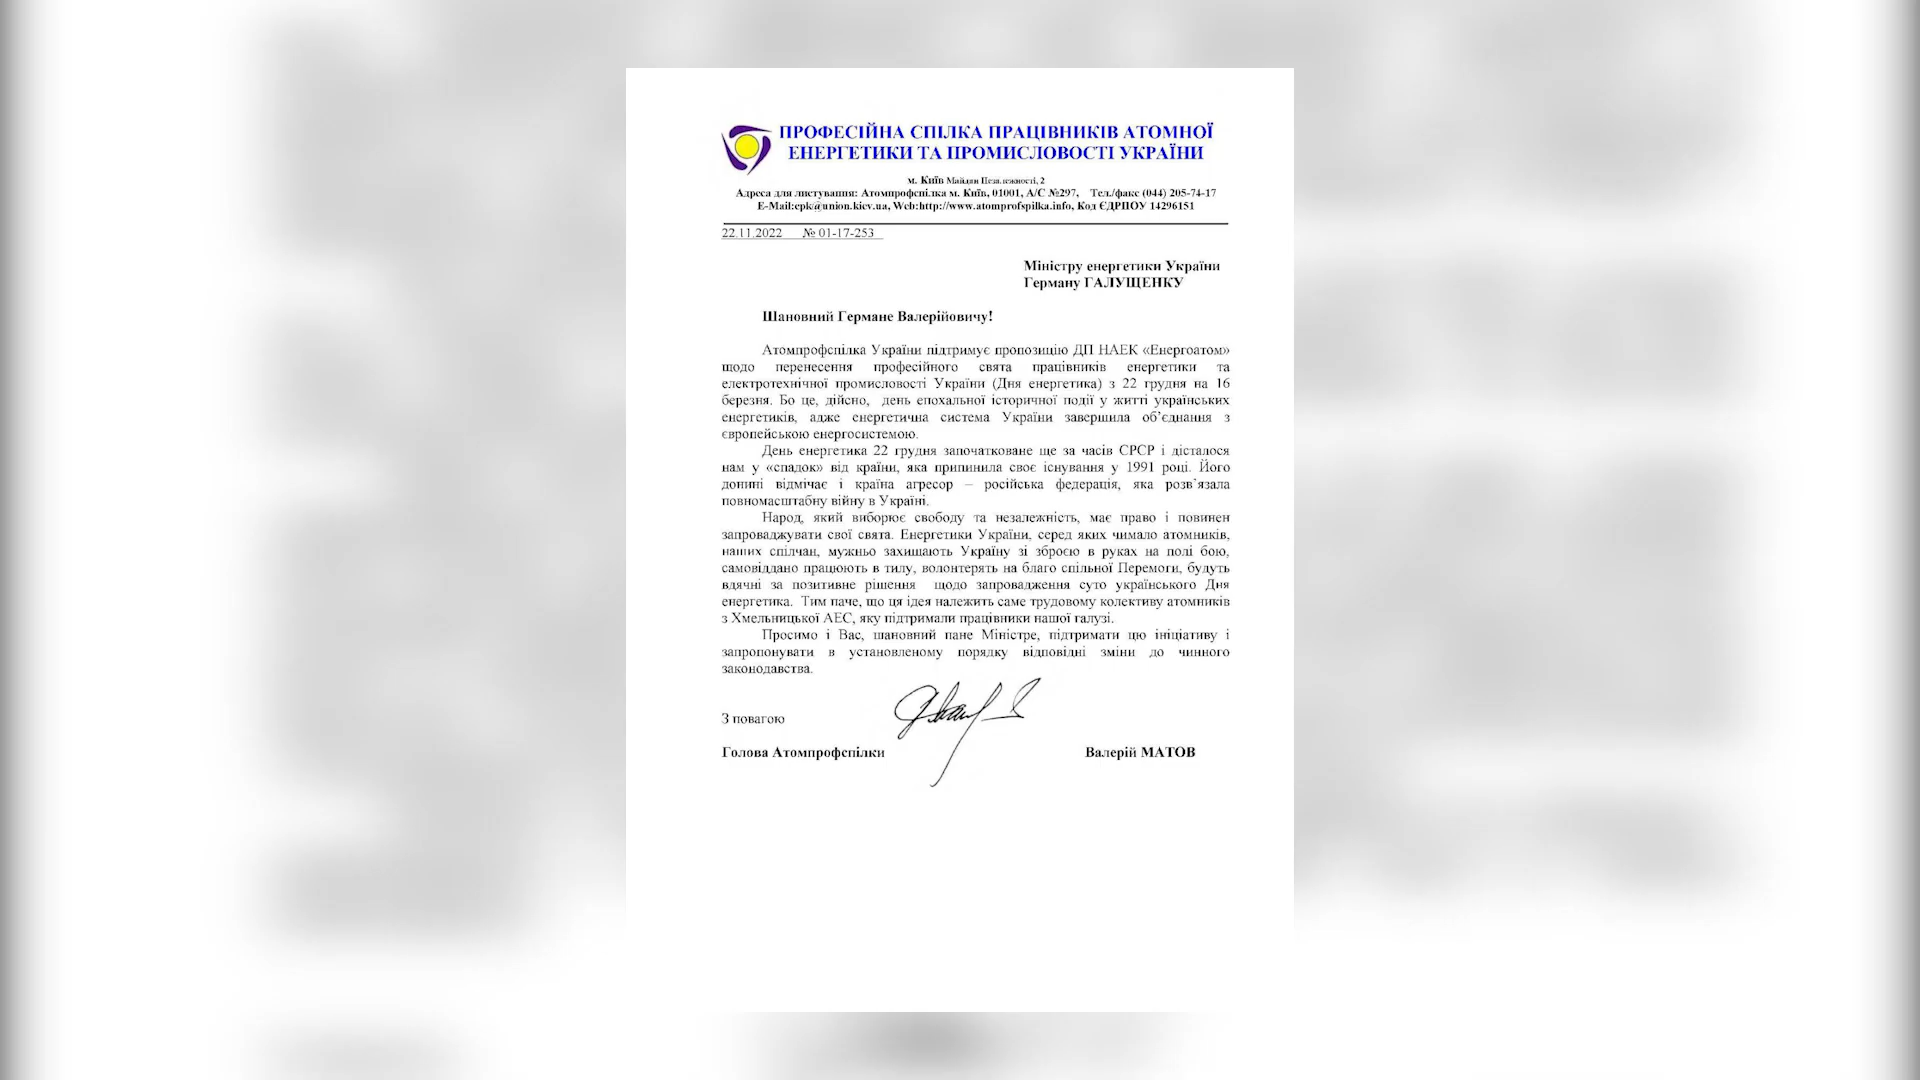 ПРОФЕСІЙНА СПІЛКА ПРАЦІВНИКІВ АТОМНОЇ
ЕНЕРГЕТИКИ ТА ПРОМИСЛОВОСТІ УКРАЇНИ
м. Київ Майдан Незалежності, 2
Адреса для листування: Атомпрофспілка м. Київ, 01001, А/С №297, Тел./факс (044) 205-74-17
E-Mail:cpk@union.kiev.ua, Web:http://www.atomprofspilka.info, Код ЄДРПОУ 14296151
22.11.2022 № 01-17-253
Міністру енергетики України
Герману ГАЛУЩЕНКУ
Шановний Германе Валерійовичу!
Атомпрофспілка України підтримує пропозицію ДП НАЕК «Енергоатом»
щодо перенесення професійного свята працівників енергетики та
електротехнічної промисловості України (Дня енергетика) з 22 грудня на 16
березня. Бо це, дійсно, день епохальної історичної події у житті українських
енергетиків, адже енергетична система України завершила об’єднання з
європейською енергосистемою.
День енергетика 22 грудня започатковане ще за часів СРСР і дісталося
нам у «спадок» від країни, яка припинила своє існування у 1991 році. Його
донині відмічає і країна агресор – російська федерація, яка розв’язала
повномасштабну війну в Україні.
Народ, який виборює свободу та незалежність, має право і повинен
запроваджувати свої свята. Енергетики України, серед яких чимало атомників,
наших спілчан, мужньо захищають Україну зі зброєю в руках на полі бою,
самовіддано працюють в тилу, волонтерять на благо спільної Перемоги, будуть
вдячні за позитивне рішення щодо запровадження суто українського Дня
енергетика. Тим паче, що ця ідея належить саме трудовому колективу атомників
з Хмельницької АЕС, яку підтримали працівники нашої галузі.
Просимо і Вас, шановний пане Міністре, підтримати цю ініціативу і
запропонувати в установленому порядку відповідні зміни до чинного
законодавства.
З повагою
Голова Атомпрофспілки Валерій МАТОВ